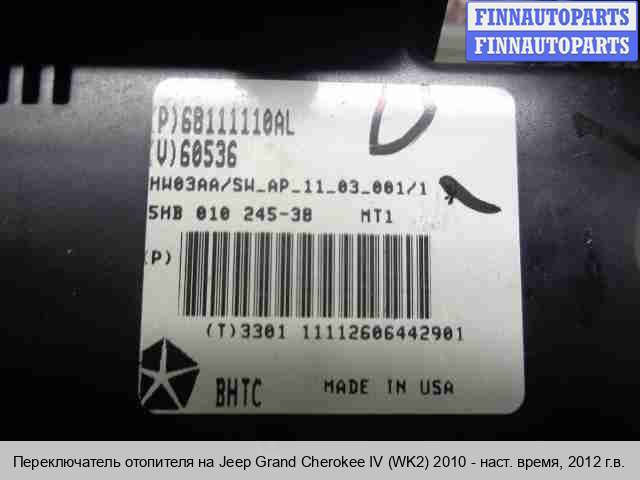 FINNAUTOPARTS
FINNAUTOPARTS
(P)68111110AL
(V)60536
HW03AA/SW_AP_11_03_001/1
5HB 010 245-38 MT1
(P)
(T)3301 11112606442901
BHTC MADE IN USA
Переключатель отопителя на Jeep Grand Cherokee IV (WK2) 2010 - наст. время, 2012 г.в.